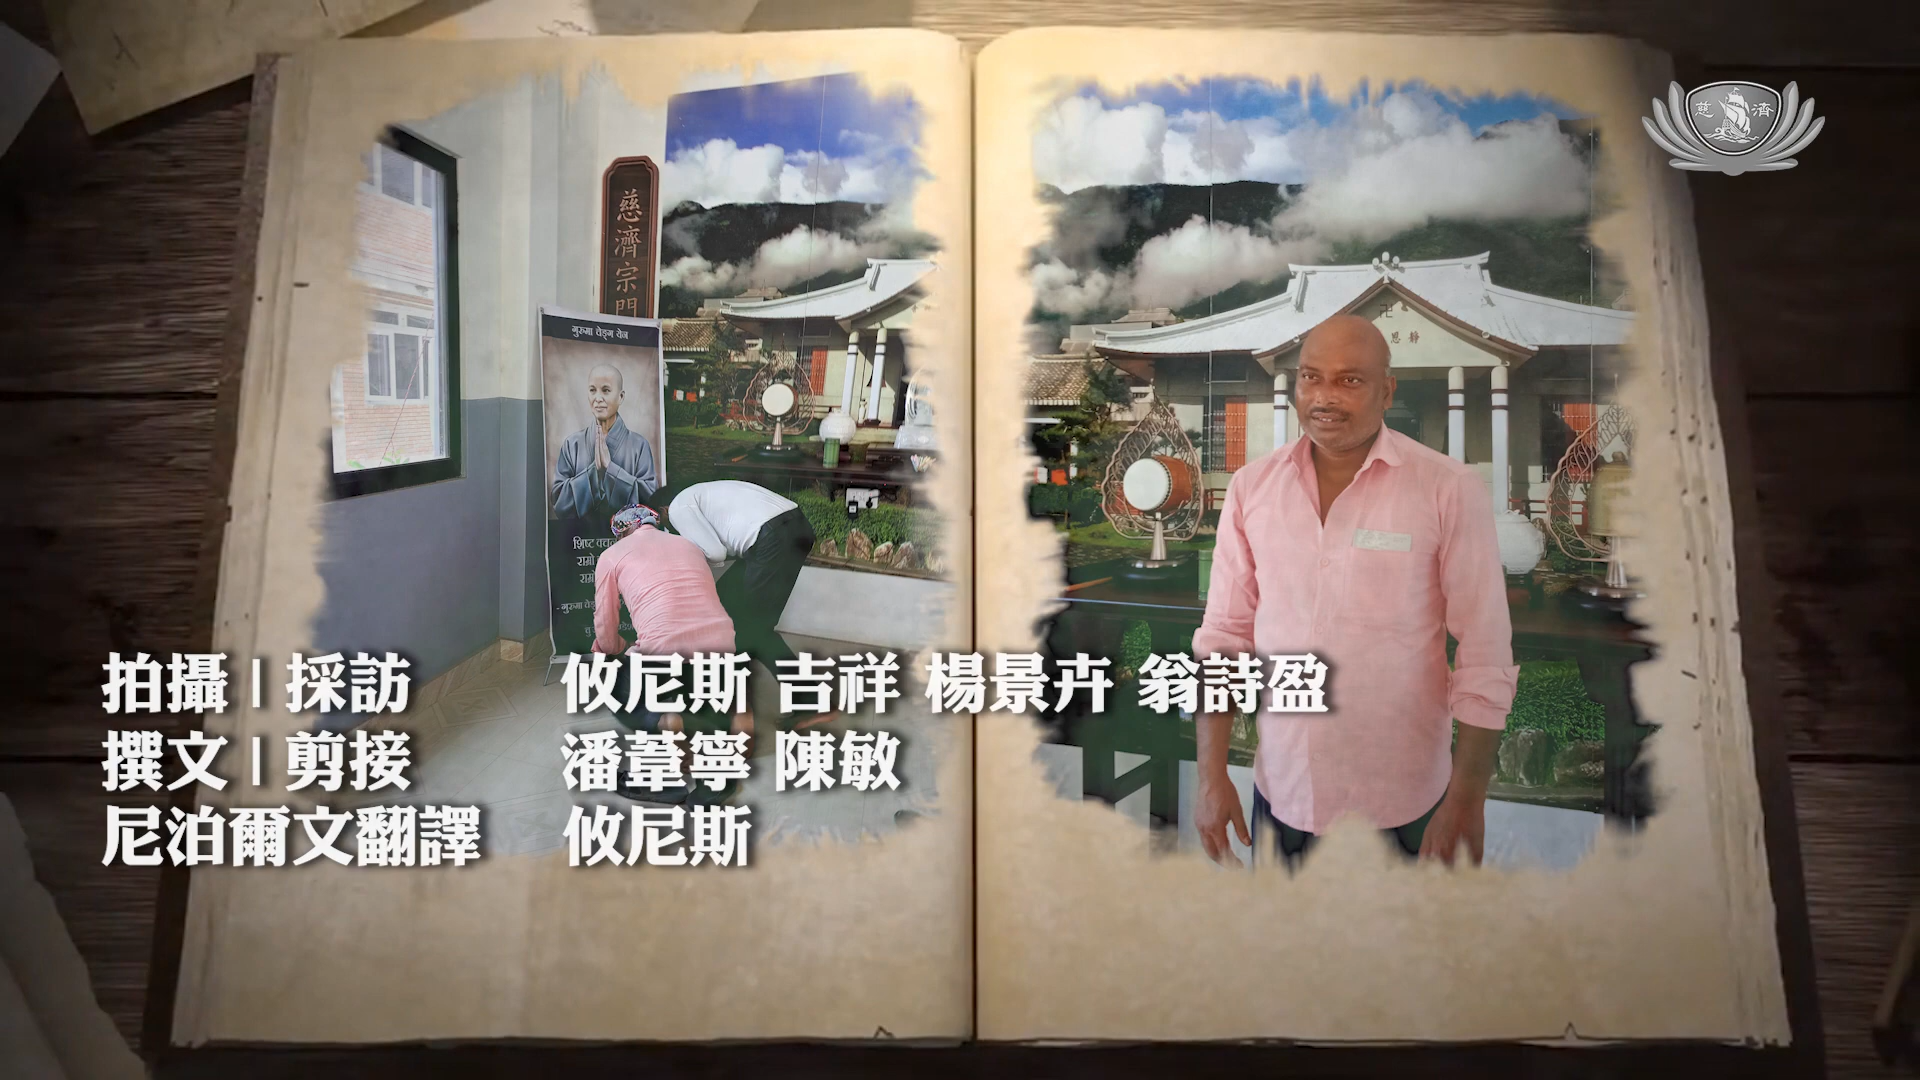 慈濟
慈濟宗門
गुरुमा चेङ्ग येन
卍
靜思
拍攝 | 採訪 攸尼斯 吉祥 楊景卉 翁詩盈
撰文 | 剪接 潘葦寧 陳敏
尼泊爾文翻譯 攸尼斯